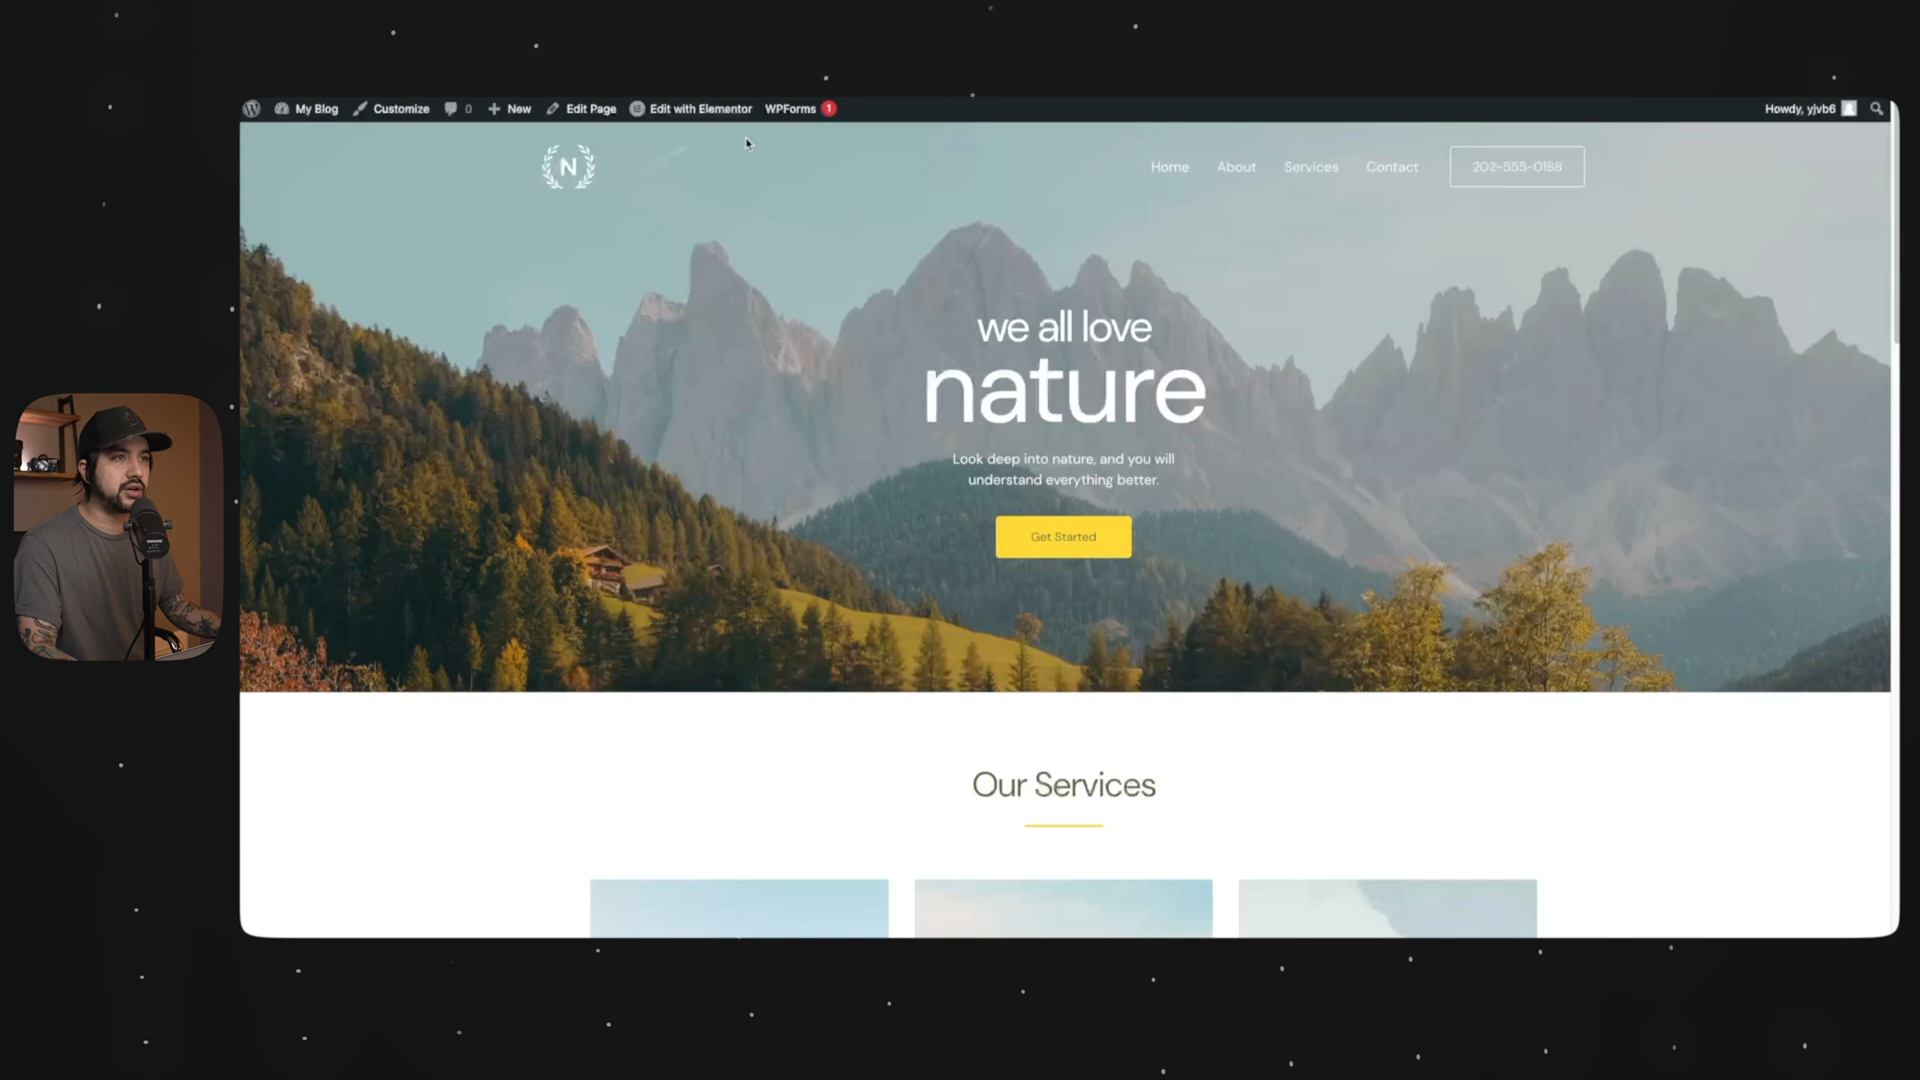 My Blog Customize 0 New Edit Page Edit with Elementor WPForms 1 Howdy, yjvb6
N Home About Services Contact 202-555-0188
we all love
nature
Look deep into nature, and you will
understand everything better.
Get Started
Our Services